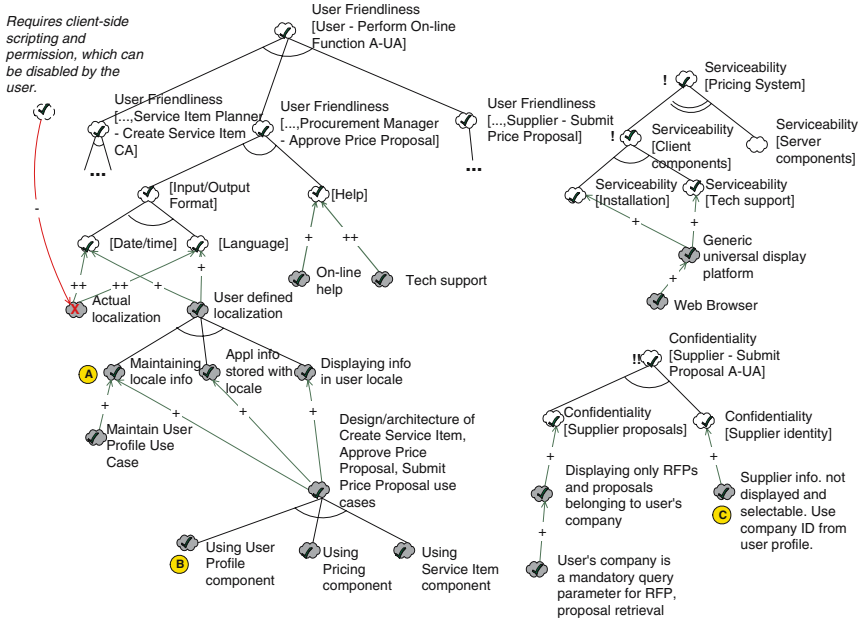 Requires client-side
scripting and
permission, which can
be disabled by the
user.
User Friendliness
[User - Perform On-line
Function A-UA]
User Friendliness
[...,Service Item Planner
- Create Service Item
CA]
User Friendliness
[...,Procurement Manager
- Approve Price Proposal]
User Friendliness
[...,Supplier - Submit
Price Proposal]
...
...
[Input/Output
Format]
[Help]
-
[Date/time]
[Language]
+
++
On-line
help
Tech support
++
++
+
+
X
Actual
localization
User defined
localization
A
Maintaining
locale info
Appl info
stored with
locale
Displaying info
in user locale
+
+
+
+
Maintain User
Profile Use
Case
Design/architecture of
Create Service Item,
Approve Price
Proposal, Submit
Price Proposal use
cases
B
Using User
Profile
component
Using
Pricing
component
Using
Service Item
component
!
Serviceability
[Pricing System]
!
Serviceability
[Client
components]
Serviceability
[Server
components]
Serviceability
[Installation]
Serviceability
[Tech support]
+
+
Generic
universal display
platform
+
Web Browser
!!
Confidentiality
[Supplier - Submit
Proposal A-UA]
Confidentiality
[Supplier proposals]
Confidentiality
[Supplier identity]
+
+
Displaying only RFPs
and proposals
belonging to user's
company
C
Supplier info. not
displayed and
selectable. Use
company ID from
user profile.
+
User's company is
a mandatory query
parameter for RFP,
proposal retrieval